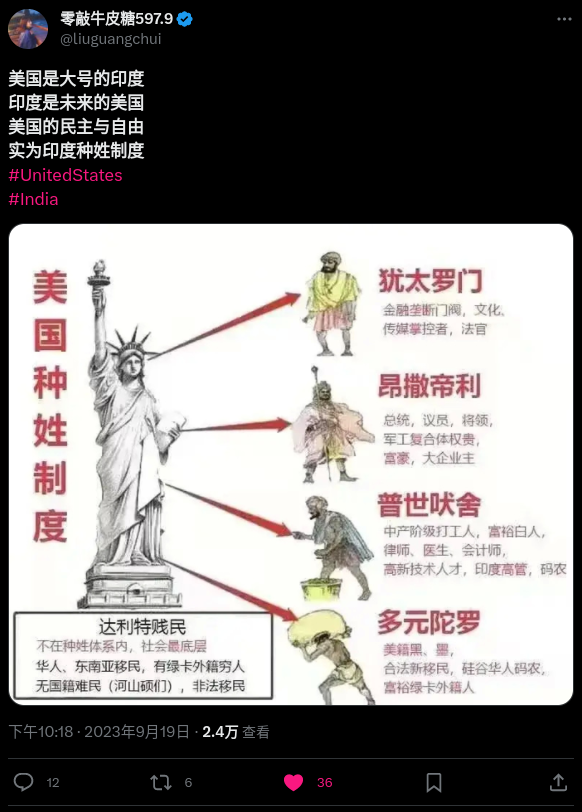 零敲牛皮糖597.9
@liuguangchui
美国是大号的印度
印度是未来的美国
美国的民主与自由
实为印度种姓制度
#UnitedStates
#India
美国种姓制度
犹太罗门
金融垄断门阀，文化、
传媒掌控者，法官
昂撒帝利
总统，议员，将领，
军工复合体权贵，
富豪，大企业主
普世吠舍
中产阶级打工人，富裕白人，
律师、医生、会计师，
高新技术人才，印度高管，码农
多元陀罗
美籍黑、墨，
合法新移民，硅谷华人码农，
富裕绿卡外籍人
达利特贱民
不在种姓体系内，社会最底层
华人、东南亚移民，有绿卡外籍穷人
无国籍难民（河山硕们），非法移民
下午10:18 · 2023年9月19日 · 2.4万 查看
12 6 36